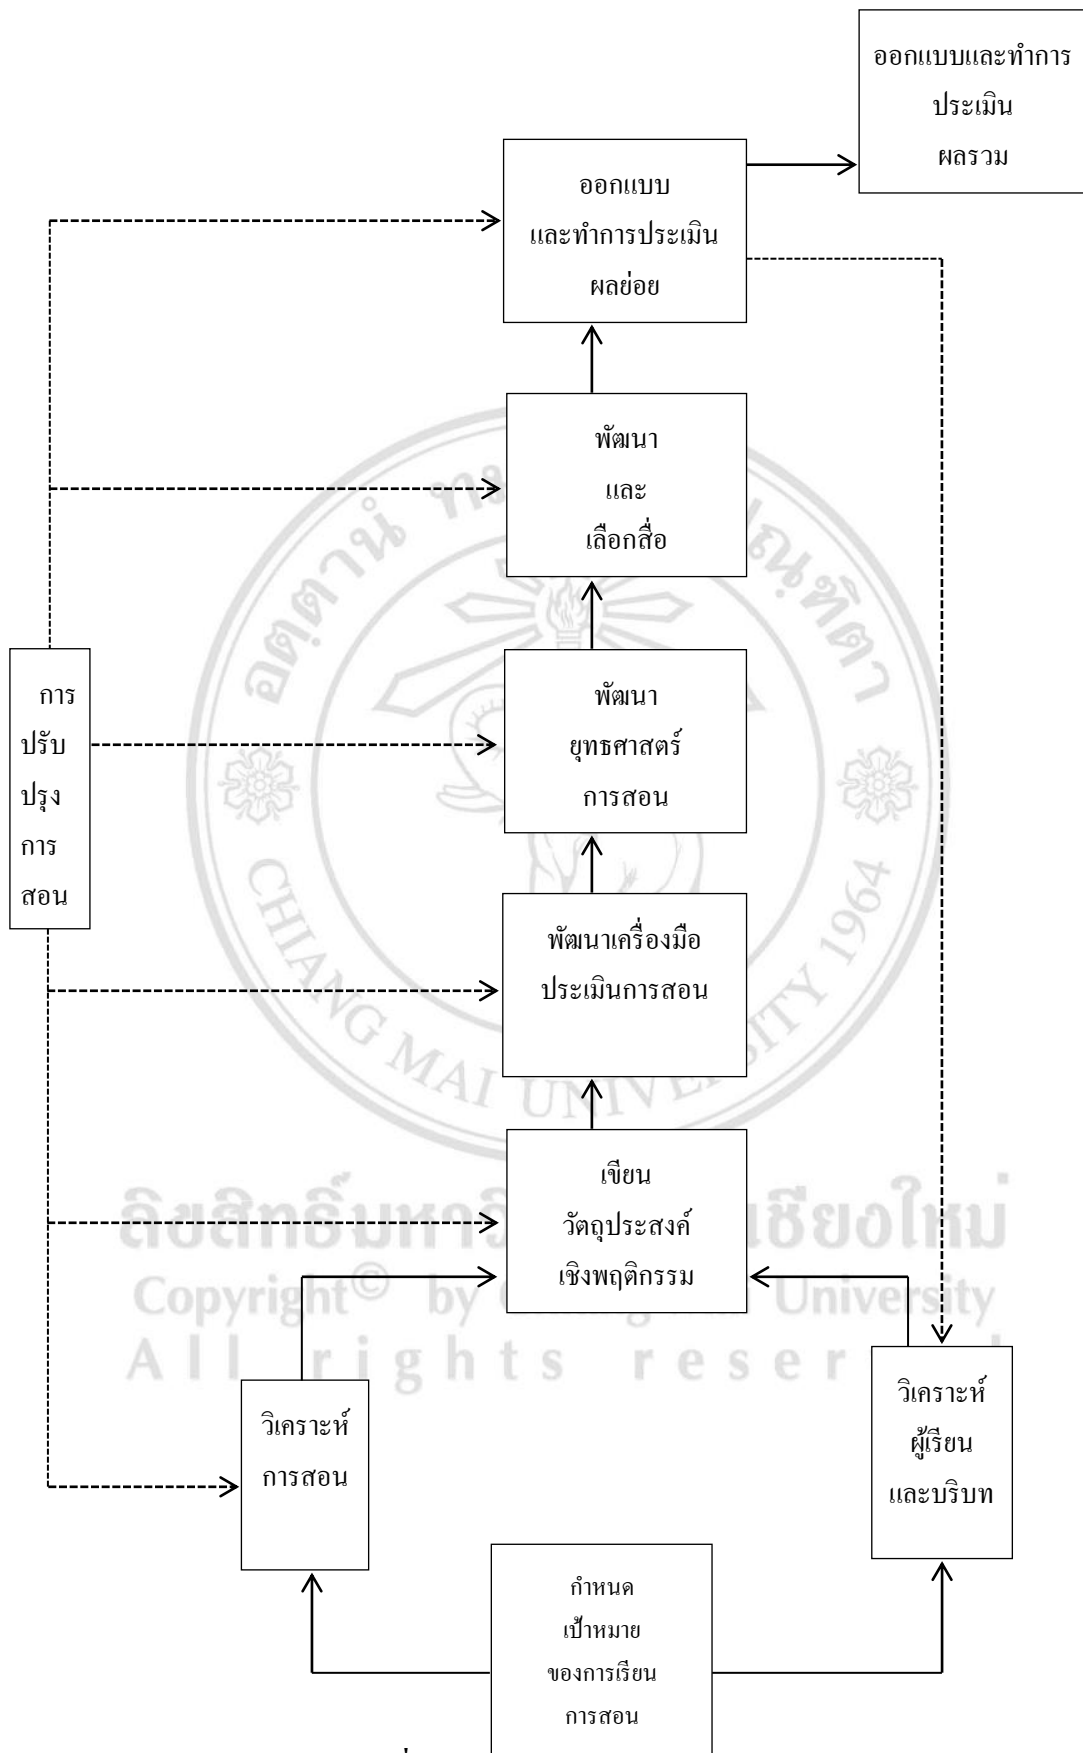 ออกแบบและทำการ
ประเมิน
ผลรวม
ออกแบบ
และทำการประเมิน
ผลย่อย
พัฒนา
และ
เลือกสื่อ
การ
ปรับ
ปรุง
การ
สอน
พัฒนา
ยุทธศาสตร์
การสอน
พัฒนาเครื่องมือ
ประเมินการสอน
เขียน
วัตถุประสงค์
เชิงพฤติกรรม
วิเคราะห์
การสอน
วิเคราะห์
ผู้เรียน
และบริบท
กำหนด
เป้าหมาย
ของการเรียน
การสอน
อตฺตานํ
CHIANG MAI UNIVERSITY 1964
Copyright© by University
All rights